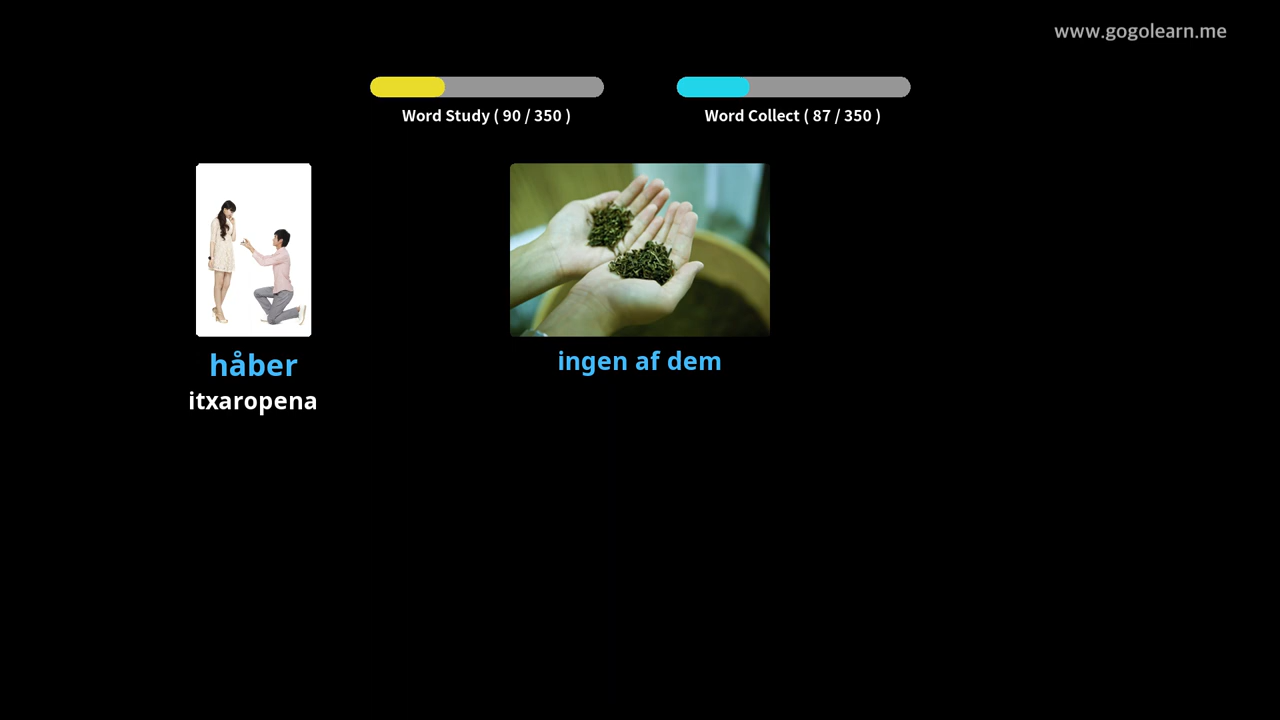 www.gogolearn.me
Word Study ( 90 / 350 )
Word Collect ( 87 / 350 )
håber
itxaropena
ingen af dem